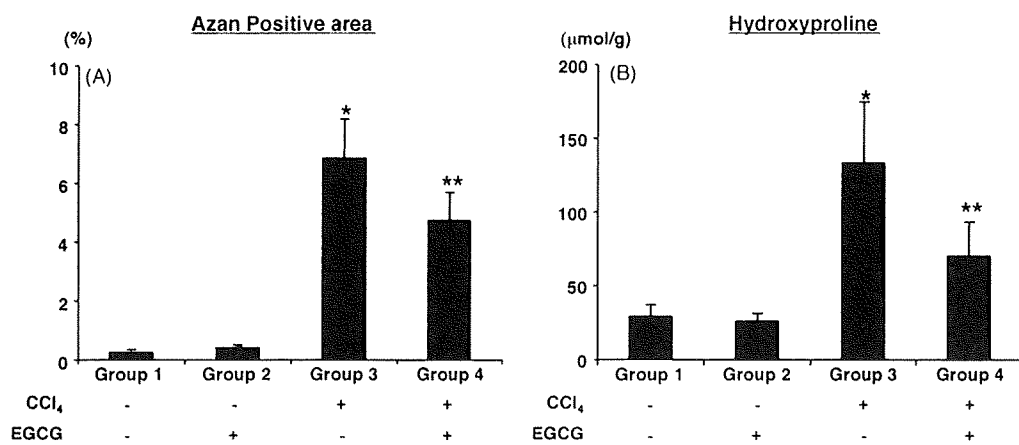 Azan Positive area
(%)
(A)
10
8
6
4
2
0
*
**
Group 1 Group 2 Group 3 Group 4
CCl₄ - - + +
EGCG - + - +
Hydroxyproline
(μmol/g)
(B)
200
150
100
50
0
*
**
Group 1 Group 2 Group 3 Group 4
CCl₄ - - + +
EGCG - + - +